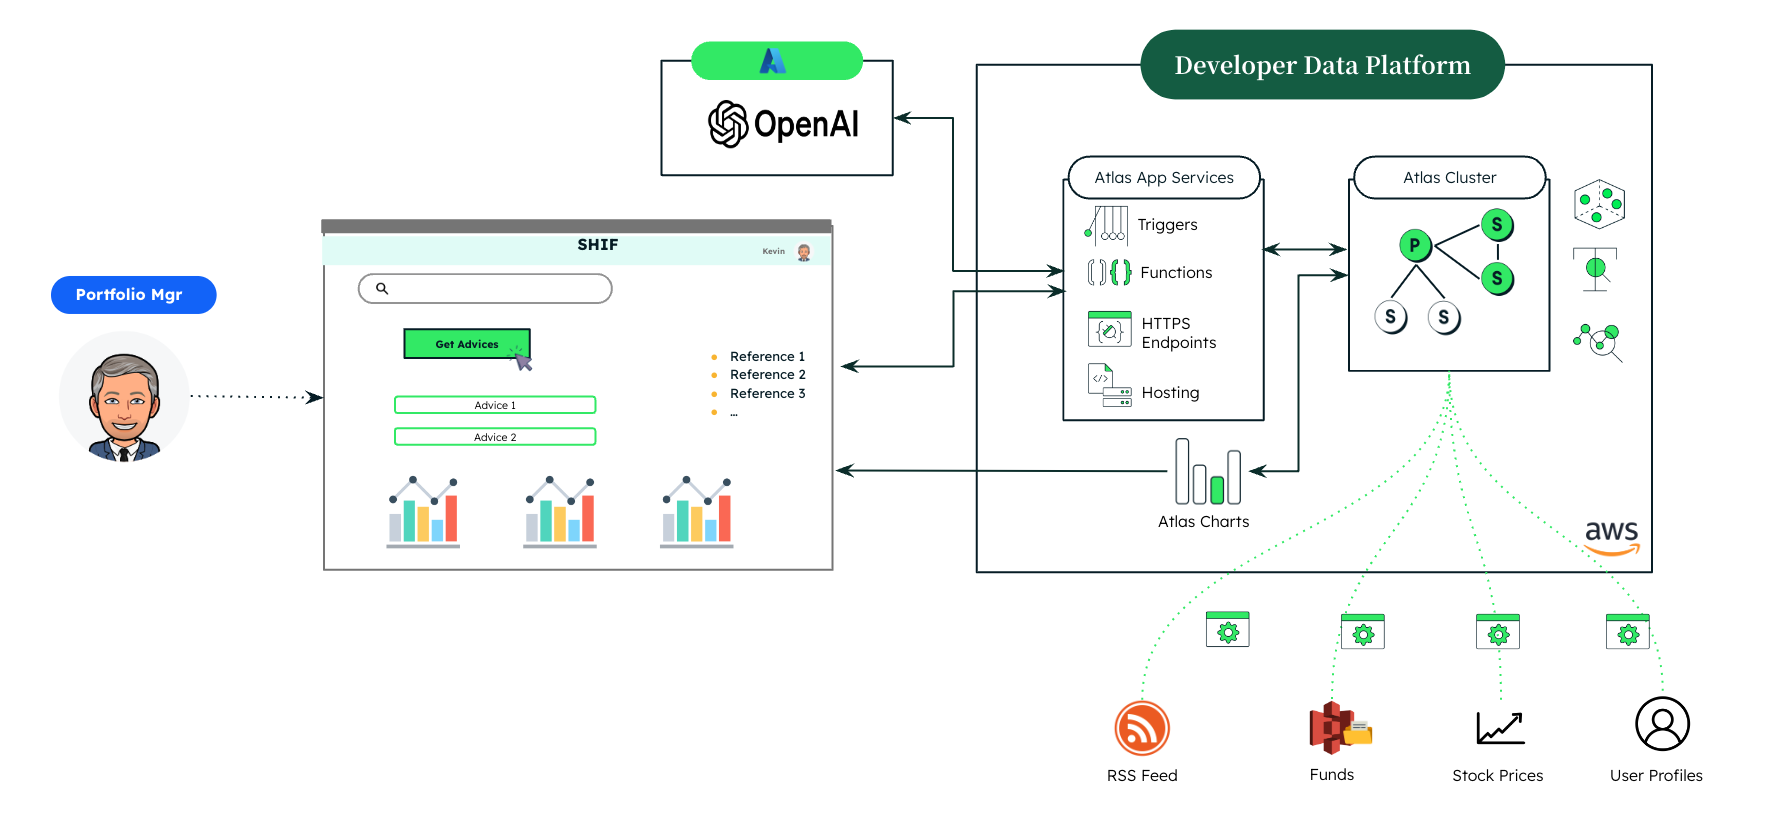 OpenAI
Developer Data Platform
Atlas App Services
Triggers
Functions
HTTPS
Endpoints
Hosting
Atlas Cluster
P
S
S
S
S
SHIF
Kevin
Portfolio Mgr
Get Advices
Advice 1
Advice 2
Reference 1
Reference 2
Reference 3
...
Atlas Charts
aws
RSS Feed
Funds
Stock Prices
User Profiles